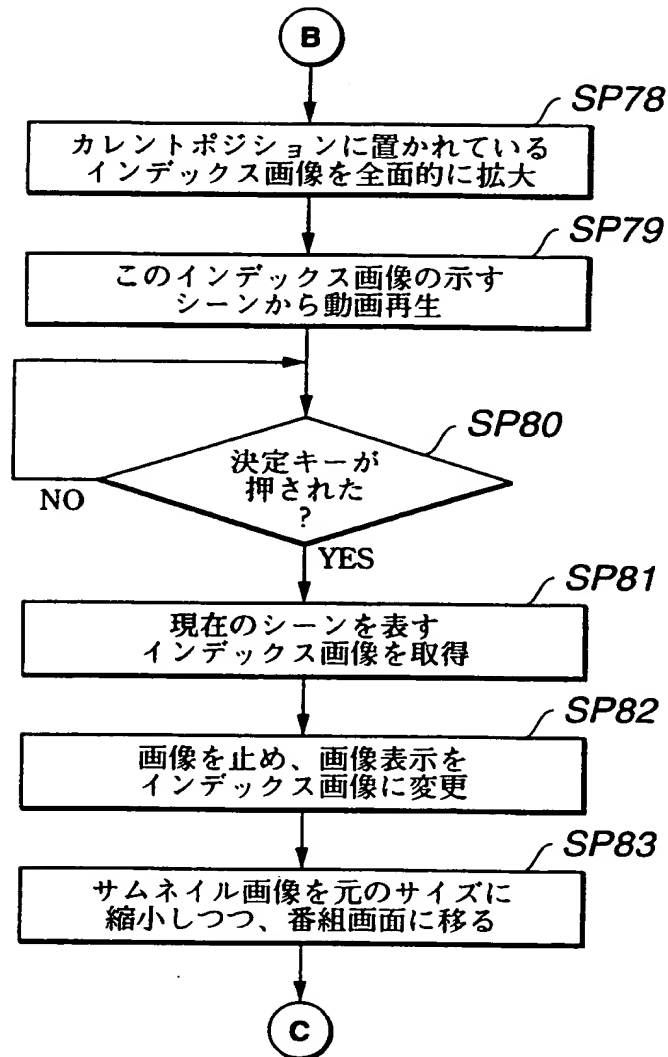 B
SP78
カレントポジションに置かれている
インデックス画像を全面的に拡大
SP79
このインデックス画像の示す
シーンから動画再生
SP80
決定キーが
押された
?
NO
YES
SP81
現在のシーンを表す
インデックス画像を取得
SP82
画像を止め、画像表示を
インデックス画像に変更
SP83
サムネイル画像を元のサイズに
縮小しつつ、番組画面に移る
C